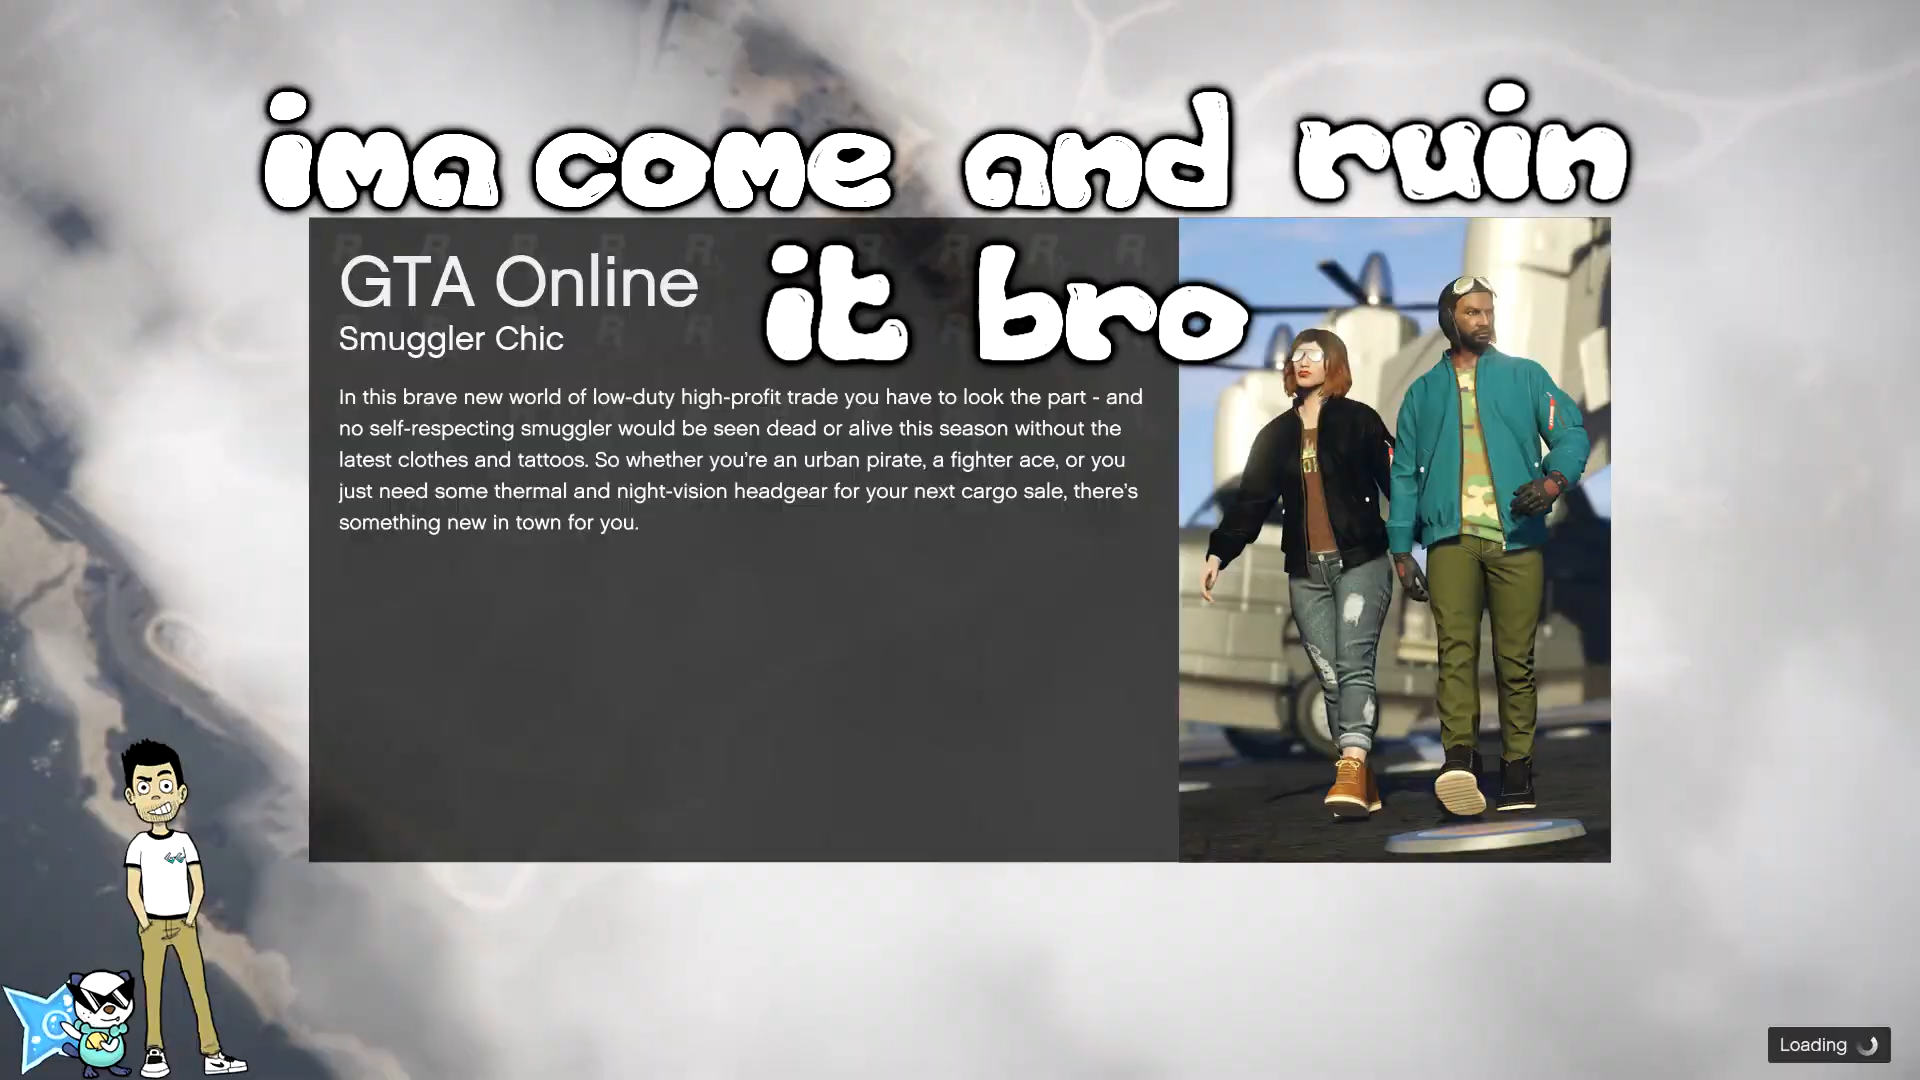 ima come and ruin
it bro
GTA Online
Smuggler Chic
In this brave new world of low-duty high-profit trade you have to look the part - and
no self-respecting smuggler would be seen dead or alive this season without the
latest clothes and tattoos. So whether you’re an urban pirate, a fighter ace, or you
just need some thermal and night-vision headgear for your next cargo sale, there’s
something new in town for you.
Loading